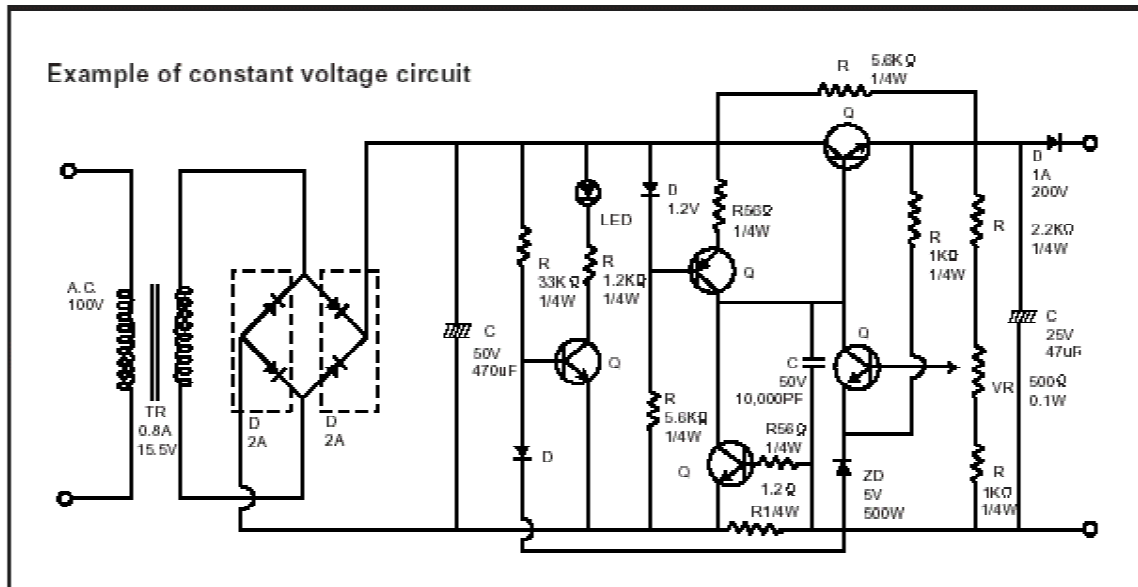 Example of constant voltage circuit
R
5.6KΩ
1/4W
Q
D
1A
200V
D
1.2V
LED
R56Ω
1/4W
R
33KΩ
1/4W
R
1.2KΩ
1/4W
Q
R
1KΩ
1/4W
R
2.2KΩ
1/4W
A.C.
100V
C
50V
470uF
Q
C
50V
10,000PF
Q
VR
500Ω
0.1W
C
25V
47uF
TR
0.8A
15.5V
D
2A
D
2A
R
5.6KΩ
1/4W
D
Q
R56Ω
1/4W
1.2Ω
R1/4W
ZD
5V
500W
R
1KΩ
1/4W